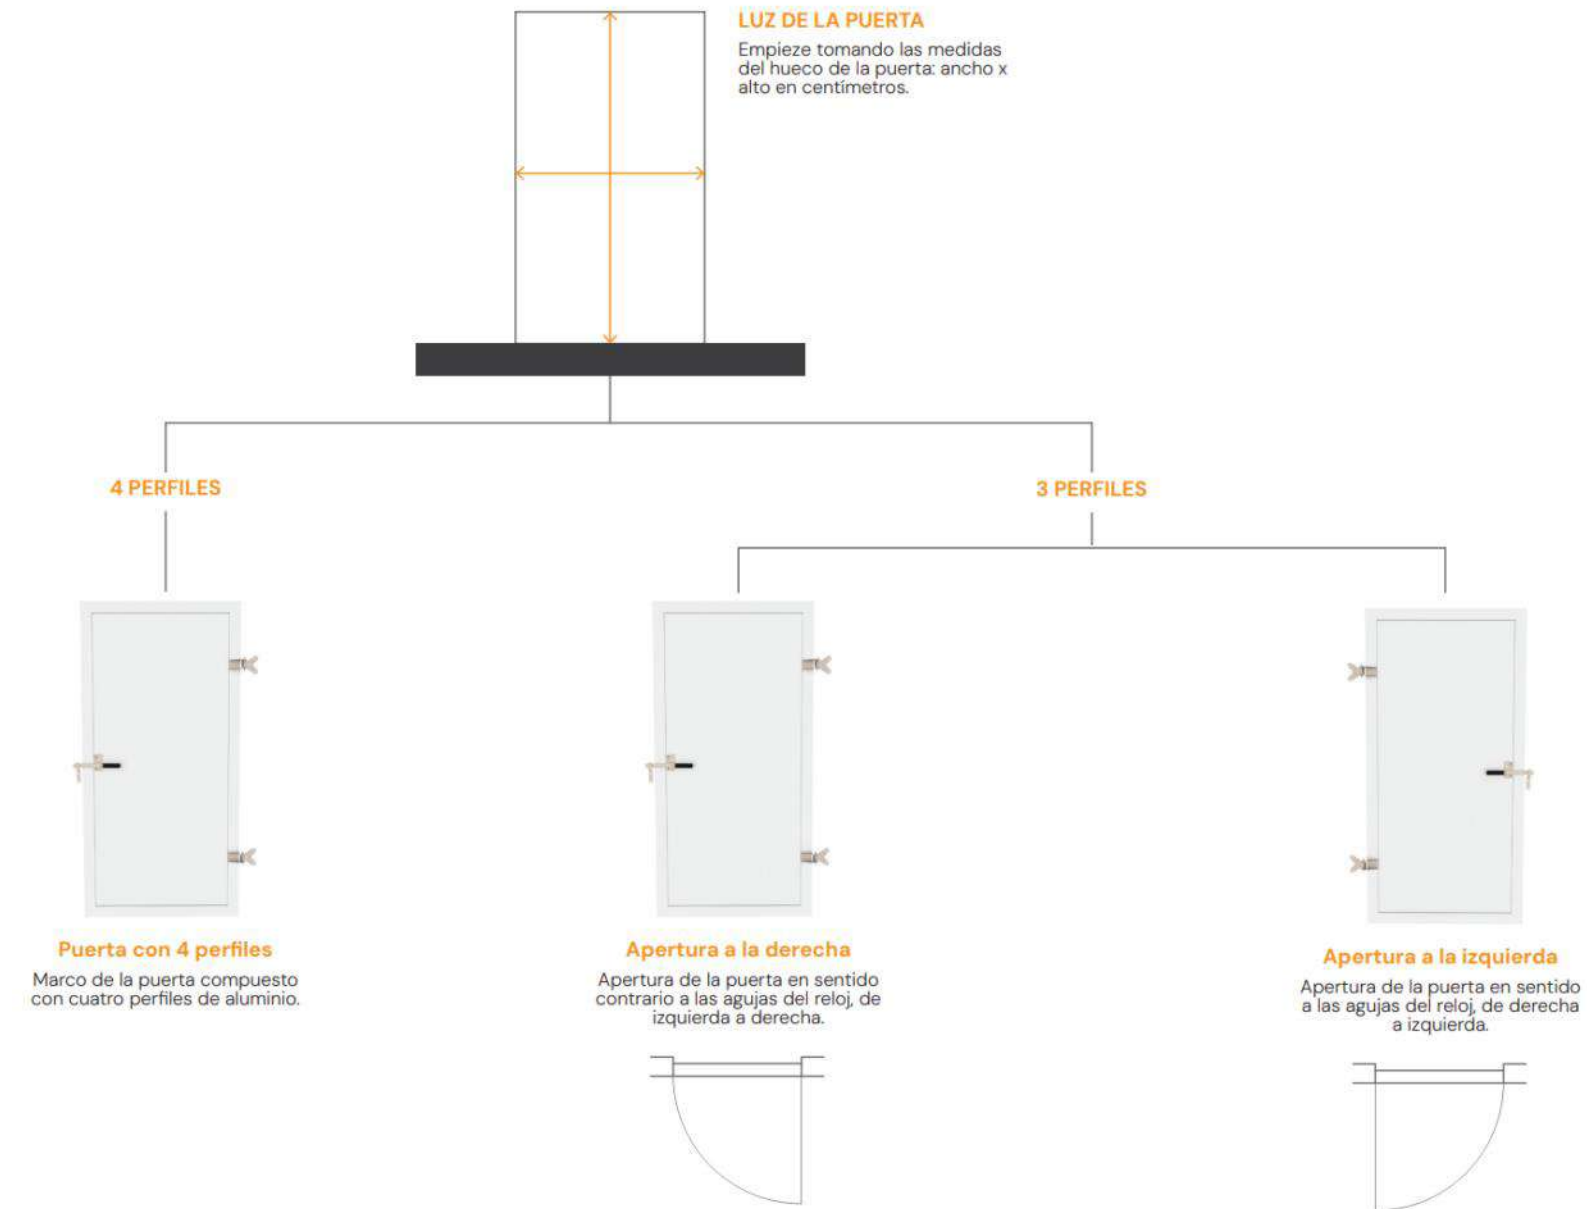 LUZ DE LA PUERTA
Empieze tomando las medidas
del hueco de la puerta: ancho x
alto en centímetros.
4 PERFILES
3 PERFILES
Puerta con 4 perfiles
Marco de la puerta compuesto
con cuatro perfiles de aluminio.
Apertura a la derecha
Apertura de la puerta en sentido
contrario a las agujas del reloj, de
izquierda a derecha.
Apertura a la izquierda
Apertura de la puerta en sentido
a las agujas del reloj, de derecha
a izquierda.